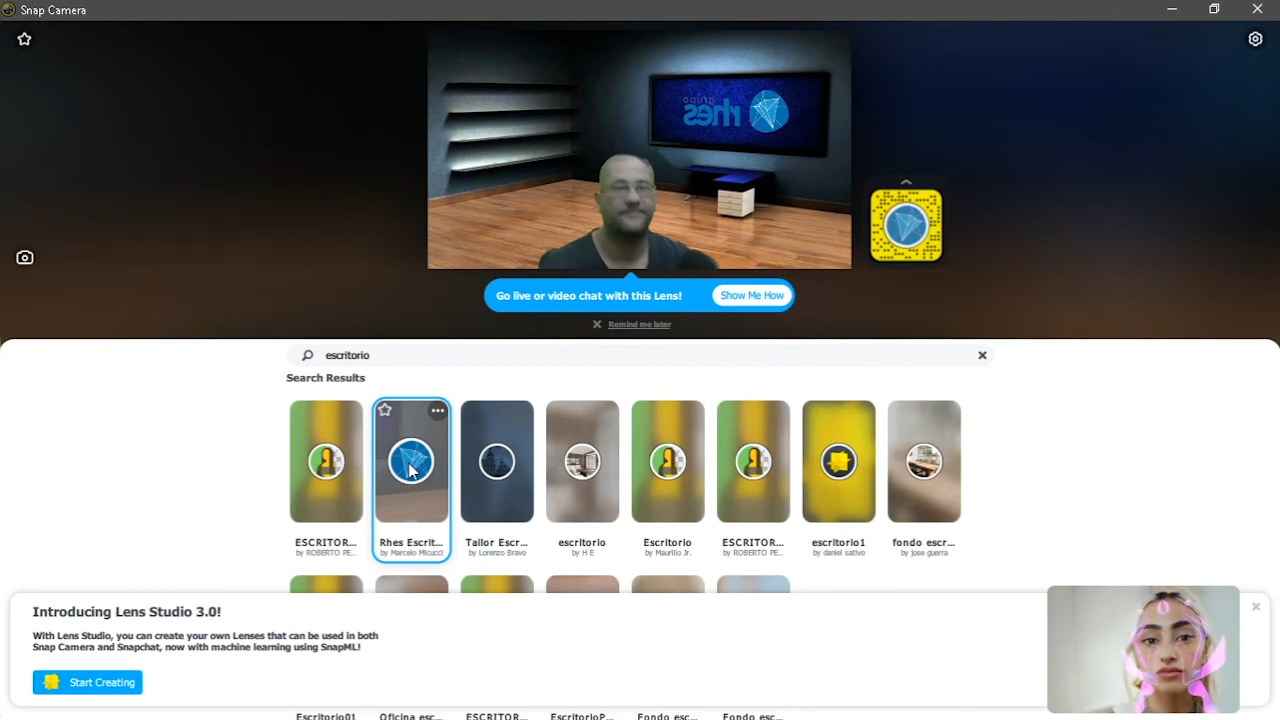 Snap Camera
GRUPO
rhes
Go live or video chat with this Lens!
Show Me How
Remind me later
escritorio
Search Results
ESCRITOR...
by ROBERTO PE...
Rhes Escrit...
by Marcelo Micucci
Tallor Escr...
by Lorenzo Bravo
escritorio
by H E
Escritorio
by Maurilio Jr.
ESCRITOR...
by ROBERTO PE...
escritorio1
by daniel sativo
fondo escr...
by jose guerra
Introducing Lens Studio 3.0!
With Lens Studio, you can create your own Lenses that can be used in both
Snap Camera and Snapchat, now with machine learning using SnapML!
Start Creating
Escritorio01
Oficina esc...
ESCRITOR...
EscritorioP...
Fondo esc...
Fondo esc...